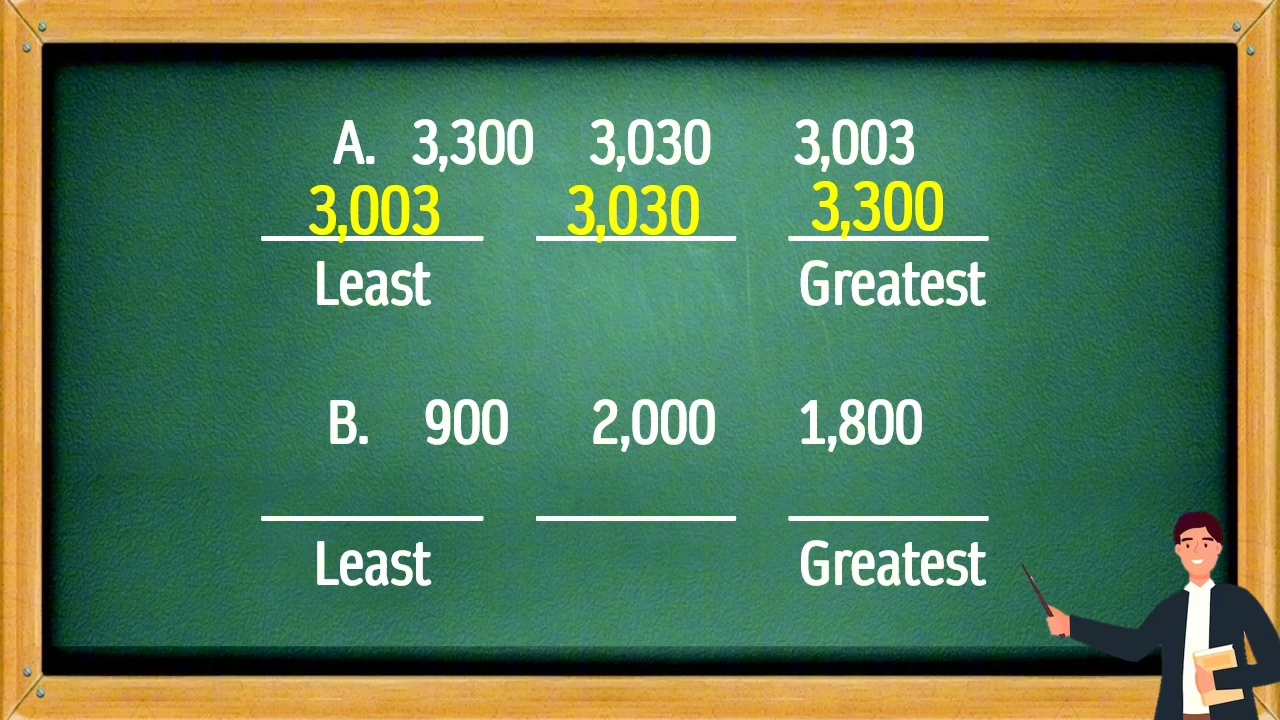 A. 3,300 3,030 3,003
3,003 3,030 3,300
Least Greatest
B. 900 2,000 1,800
Least Greatest